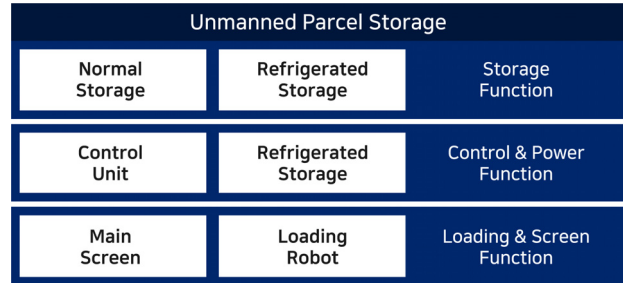 Unmanned Parcel Storage
Normal
Storage
Refrigerated
Storage
Storage
Function
Control
Unit
Refrigerated
Storage
Control & Power
Function
Main
Screen
Loading
Robot
Loading & Screen
Function